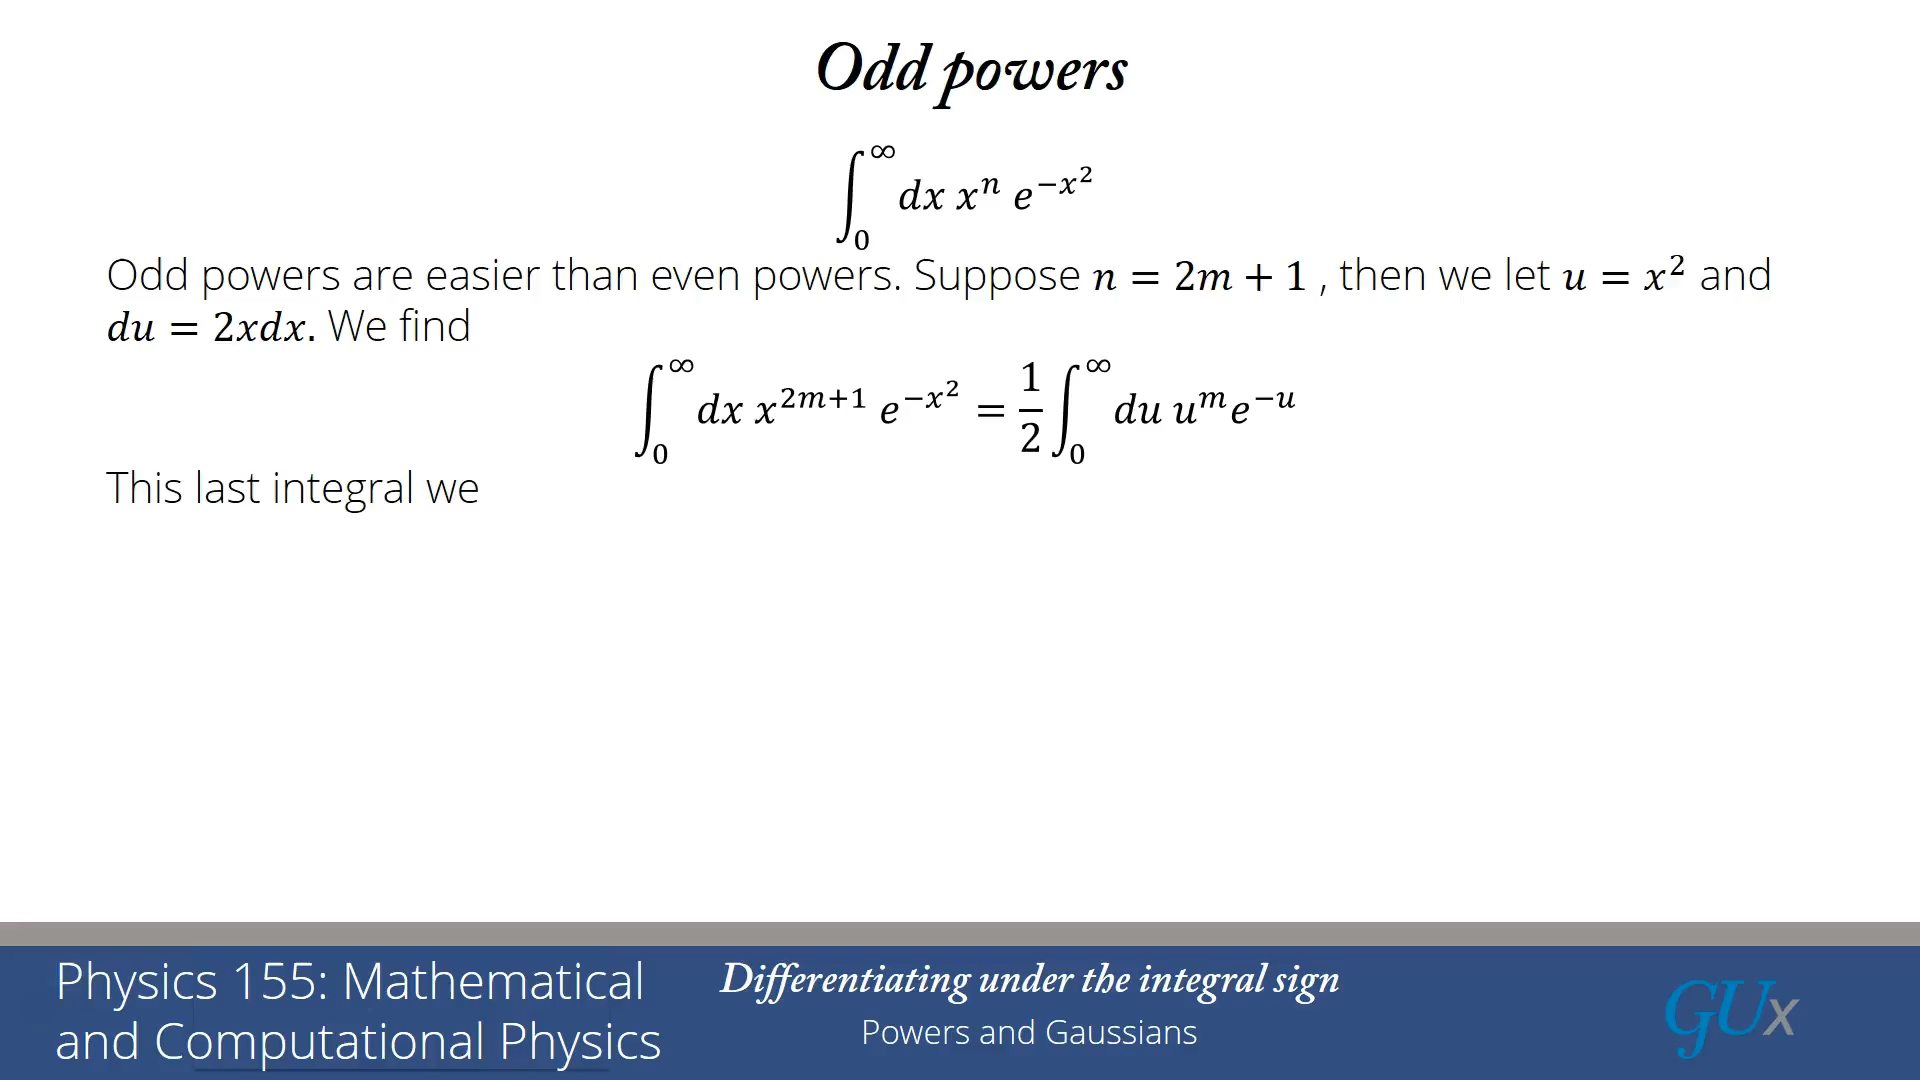 Odd powers
∫₀^∞ dx xⁿ e^{−x²}
Odd powers are easier than even powers. Suppose n = 2m + 1 , then we let u = x² and
du = 2xdx. We find
∫₀^∞ dx x^{2m+1} e^{−x²} = 1/2 ∫₀^∞ du u^m e^{−u}
This last integral we
Physics 155: Mathematical
and Computational Physics
Differentiating under the integral sign
Powers and Gaussians
GUx